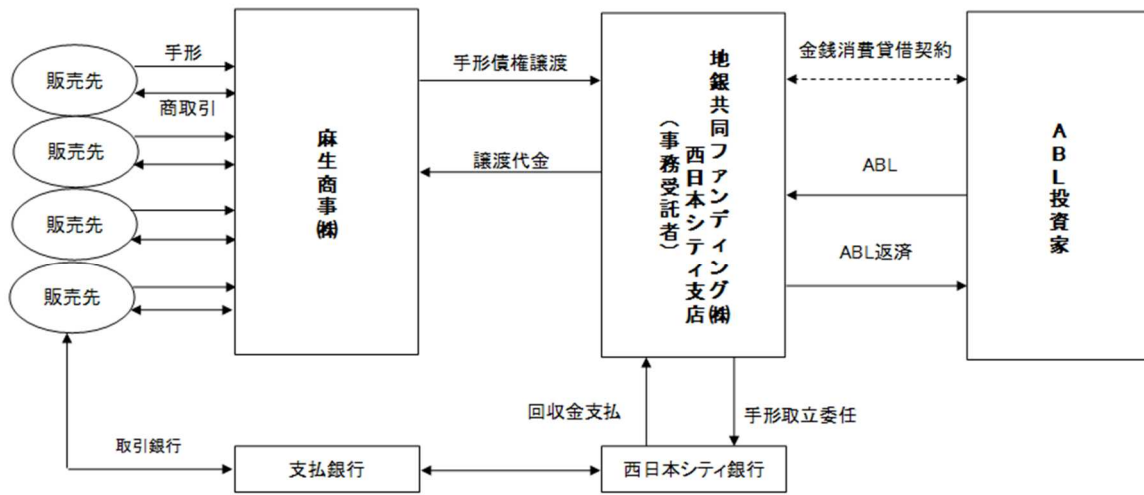 手形
販売先
商取引
販売先
販売先
販売先
麻生商事㈱
手形債権譲渡
譲渡代金
地銀共同ファンディング㈱
西日本シティ支店
（事務受託者）
金銭消費貸借契約
ABL
ABL返済
ABL投資家
回収金支払
手形取立委任
取引銀行
支払銀行
西日本シティ銀行